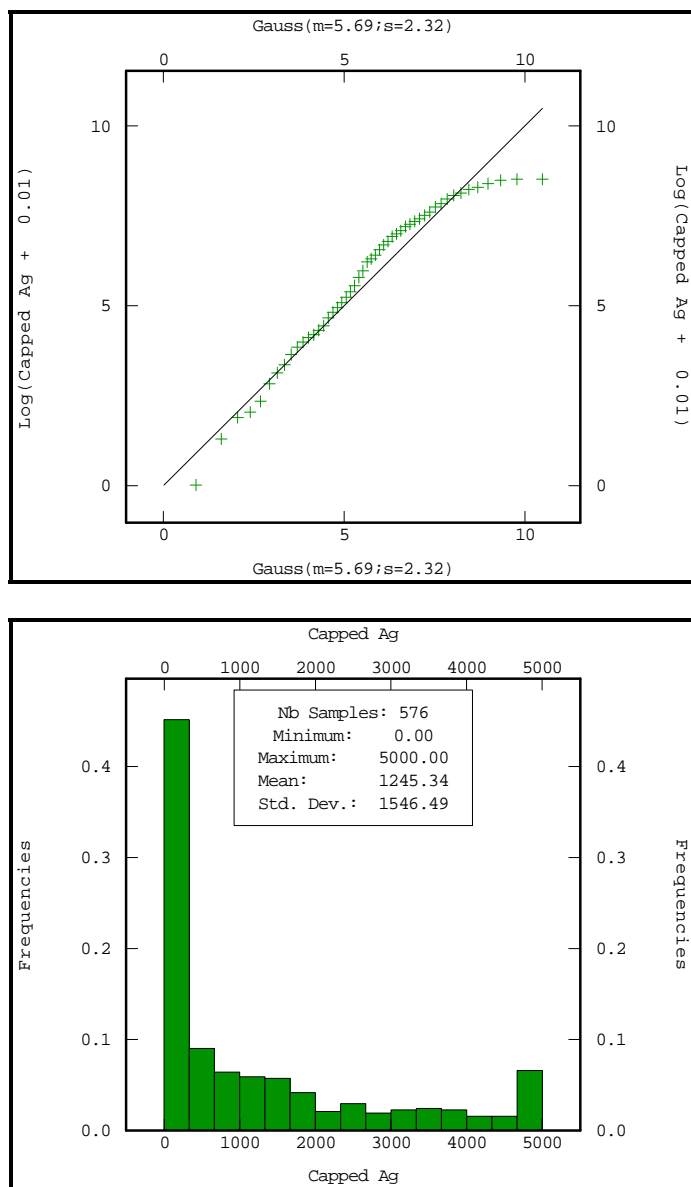 Gauss(m=5.69;s=2.32)
0 5 10
10 10
Log(Capped Ag + 0.01)
Log(Capped Ag + 0.01)
5 5
0 0
0 5 10
Gauss(m=5.69;s=2.32)
Capped Ag
0 1000 2000 3000 4000 5000
Nb Samples: 576
Minimum: 0.00
Maximum: 5000.00
Mean: 1245.34
Std. Dev.: 1546.49
0.4 0.4
0.3 0.3
Frequencies
Frequencies
0.2 0.2
0.1 0.1
0.0 0.0
0 1000 2000 3000 4000 5000
Capped Ag